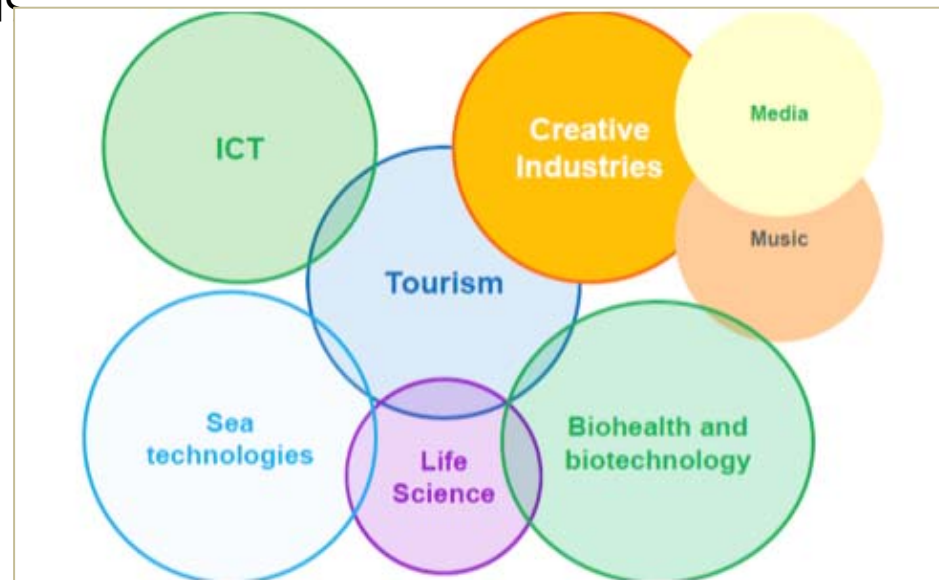 ICT
Creative
Industries
Media
Music
Tourism
Sea
technologies
Life
Science
Biohealth and
biotechnology